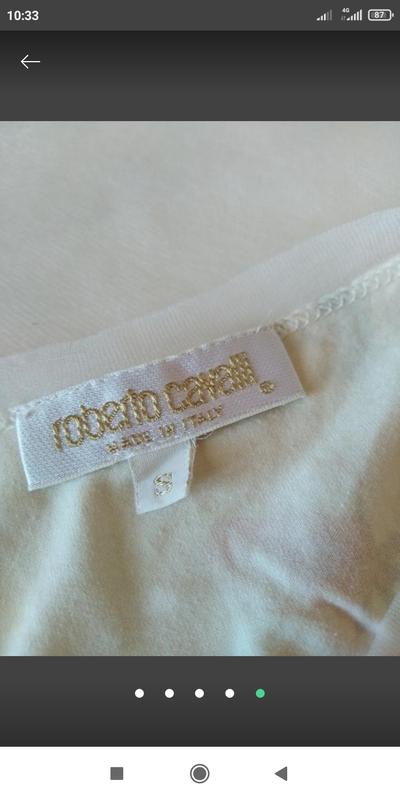 10:33
4G
87
roberto cavalli ®
MADE IN ITALY
S